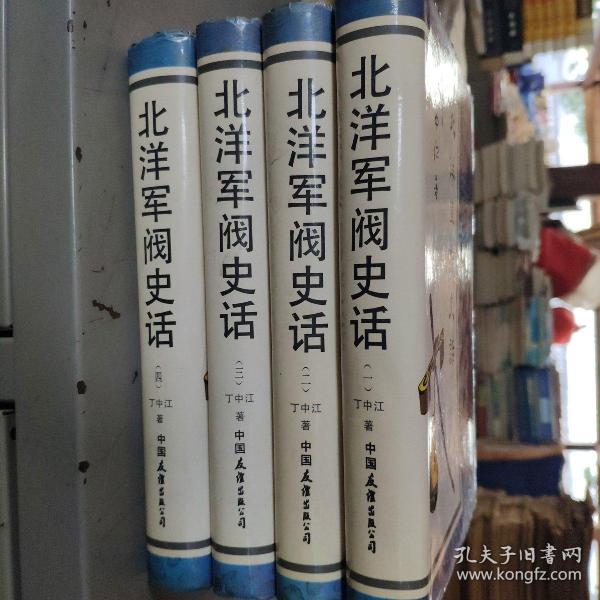 北洋军阀史话
(四)
丁中江
著
中国友谊出版公司
北洋军阀史话
(三)
丁中江
著
中国友谊出版公司
北洋军阀史话
(二)
丁中江
著
中国友谊出版公司
北洋军阀史话
(一)
丁中江
著
中国友谊出版公司
孔夫子旧书网
www.kongfz.com